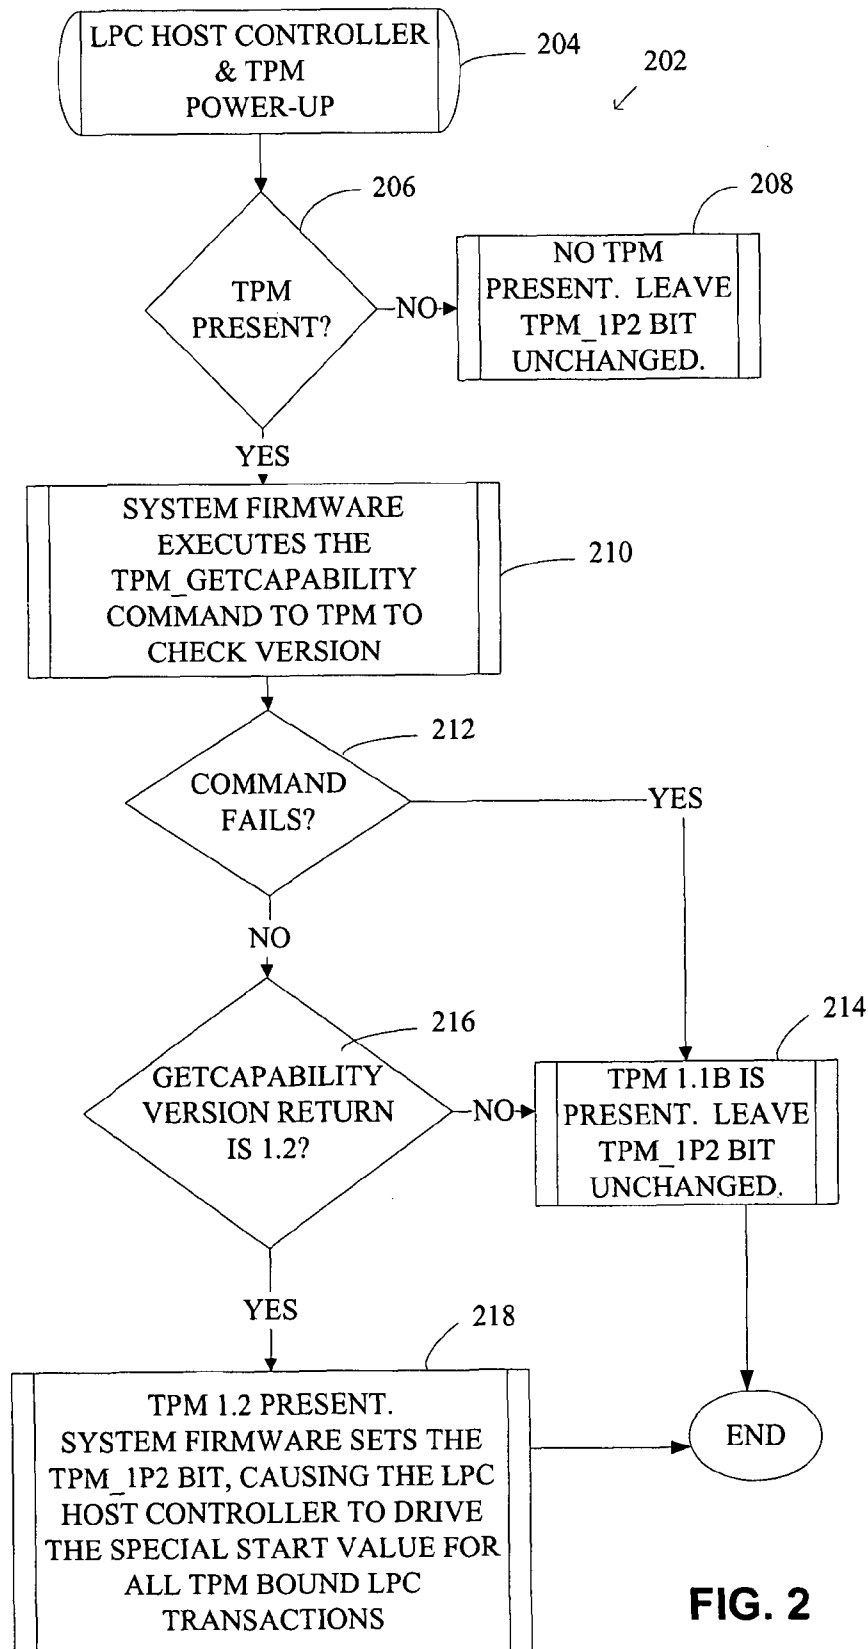 LPC HOST CONTROLLER
& TPM
POWER-UP
204
202
206
208
TPM
PRESENT?
NO
NO TPM
PRESENT. LEAVE
TPM_1P2 BIT
UNCHANGED.
YES
SYSTEM FIRMWARE
EXECUTES THE
TPM_GETCAPABILITY
COMMAND TO TPM TO
CHECK VERSION
210
212
COMMAND
FAILS?
YES
NO
216
214
GETCAPABILITY
VERSION RETURN
IS 1.2?
NO
TPM 1.1B IS
PRESENT. LEAVE
TPM_1P2 BIT
UNCHANGED.
YES
218
TPM 1.2 PRESENT.
SYSTEM FIRMWARE SETS THE
TPM_1P2 BIT, CAUSING THE LPC
HOST CONTROLLER TO DRIVE
THE SPECIAL START VALUE FOR
ALL TPM BOUND LPC
TRANSACTIONS
END
FIG. 2